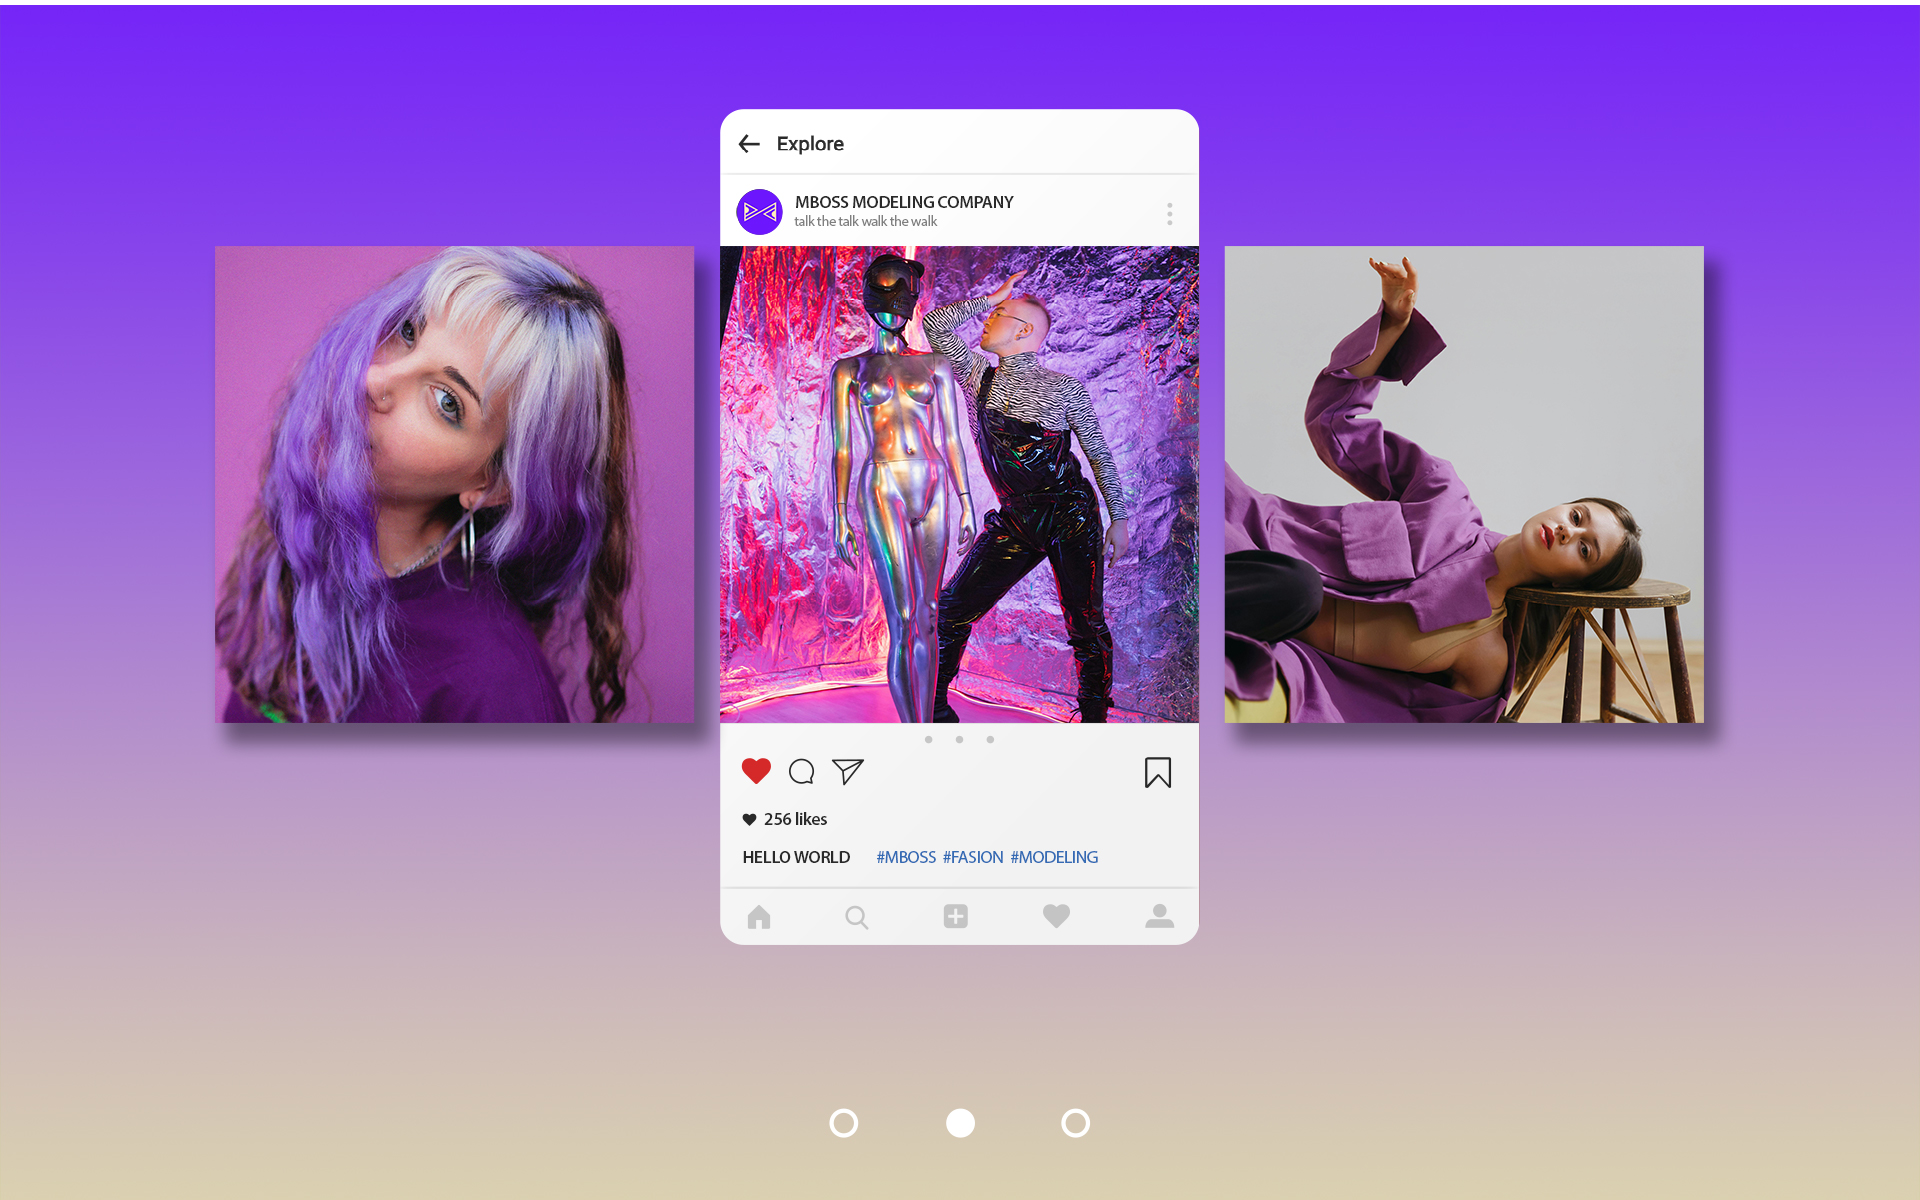 Explore
MBOSS MODELING COMPANY
talk the talk walk the walk
256 likes
HELLO WORLD #MBOSS #FASION #MODELING